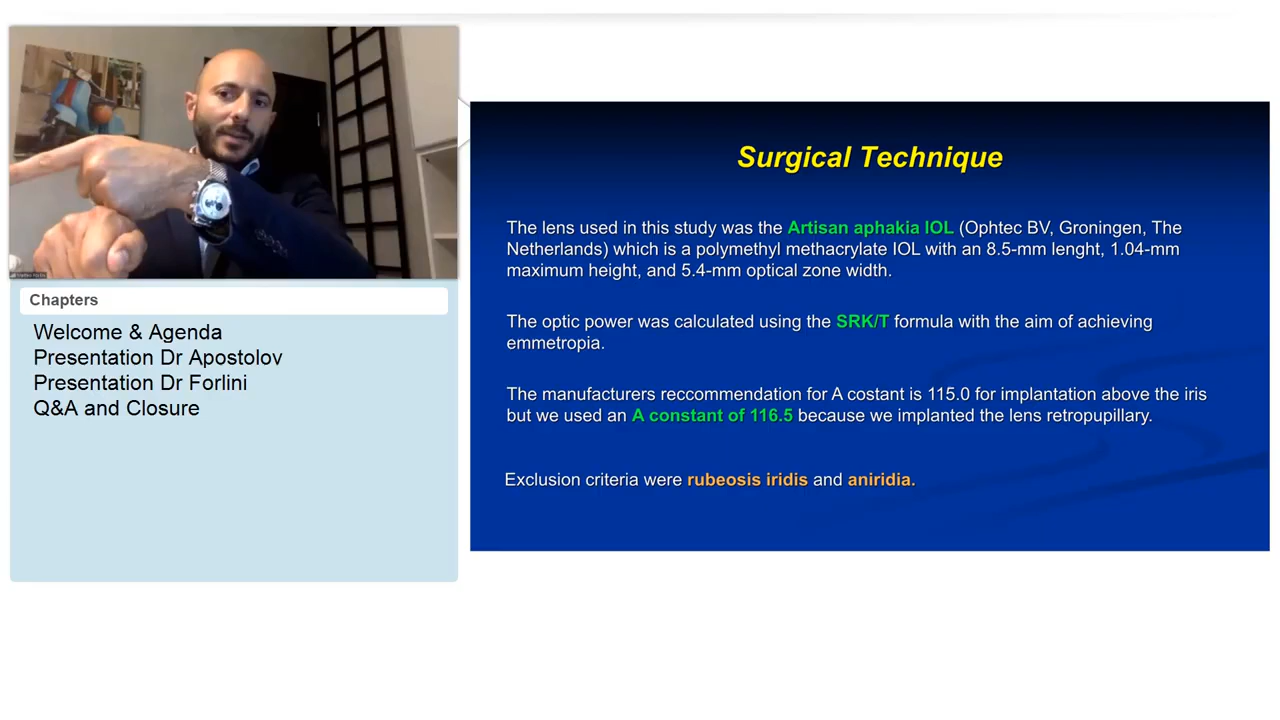 Chapters
Welcome & Agenda
Presentation Dr Apostolov
Presentation Dr Forlini
Q&A and Closure
Surgical Technique
The lens used in this study was the Artisan aphakia IOL (Ophtec BV, Groningen, The
Netherlands) which is a polymethyl methacrylate IOL with an 8.5-mm lenght, 1.04-mm
maximum height, and 5.4-mm optical zone width.
The optic power was calculated using the SRK/T formula with the aim of achieving
emmetropia.
The manufacturers reccommendation for A costant is 115.0 for implantation above the iris
but we used an A constant of 116.5 because we implanted the lens retropupillary.
Exclusion criteria were rubeosis iridis and aniridia.